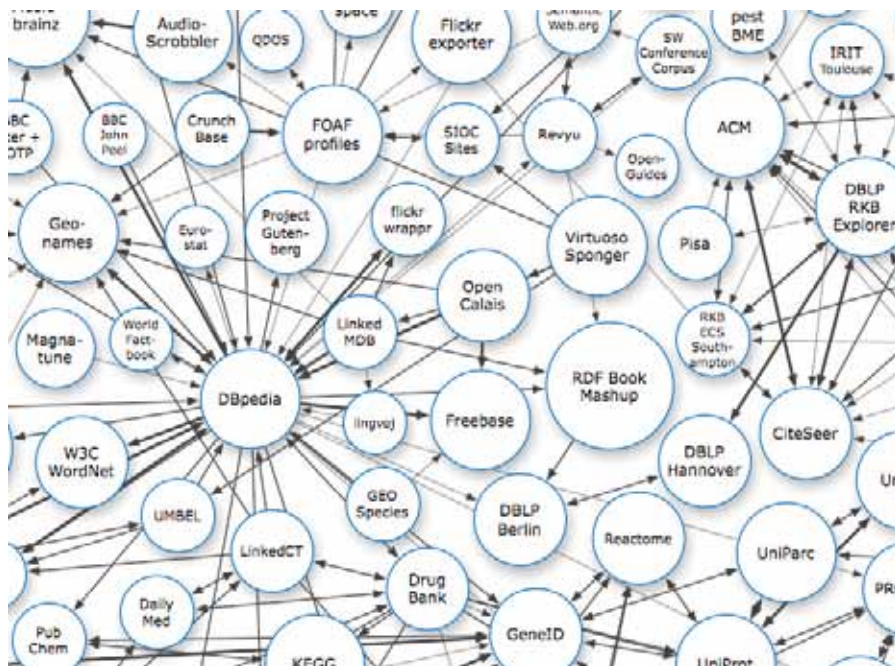 brainz
Audio-
Scrobbler
QDOS
space
Flickr
exporter
Web.org
SW
Conference
Corpus
pest
BME
IRIT
Toulouse
BBC
John
Peel
Crunch
Base
FOAF
profiles
SIOC
Sites
Revyu
Open-
Guides
ACM
DBLP
RKB
Explorer
Geo-
names
Euro-
stat
Project
Guten-
berg
flickr
wrappr
Virtuoso
Sponger
Pisa
Open
Calais
Magna-
tune
World
Fact-
book
Linked
MDB
RKB
ECS
South-
ampton
DBpedia
RDF Book
Mashup
lingvoj
Freebase
CiteSeer
W3C
WordNet
DBLP
Hannover
UMBEL
GEO
Species
DBLP
Berlin
LinkedCT
Reactome
UniParc
Daily
Med
Drug
Bank
Pub
Chem
KEGG
GeneID
UniProt